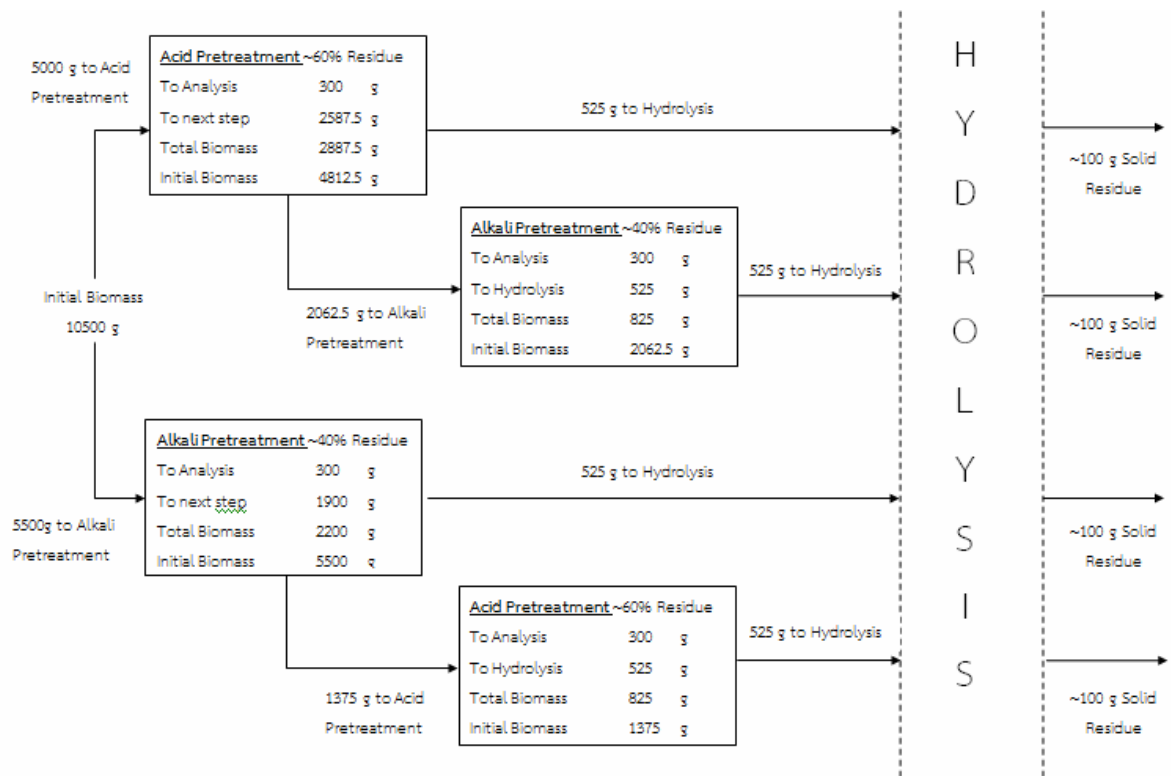 5000 g to Acid
Pretreatment
Acid Pretreatment ~60% Residue
To Analysis 300 g
To next step 2587.5 g
Total Biomass 2887.5 g
Initial Biomass 4812.5 g
525 g to Hydrolysis
~100 g Solid
Residue
Alkali Pretreatment ~40% Residue
To Analysis 300 g
To Hydrolysis 525 g
Total Biomass 825 g
Initial Biomass 2062.5 g
525 g to Hydrolysis
2062.5 g to Alkali
Pretreatment
~100 g Solid
Residue
Initial Biomass
10500 g
Alkali Pretreatment ~40% Residue
To Analysis 300 g
To next step 1900 g
Total Biomass 2200 g
Initial Biomass 5500 g
525 g to Hydrolysis
5500g to Alkali
Pretreatment
~100 g Solid
Residue
Acid Pretreatment ~60% Residue
To Analysis 300 g
To Hydrolysis 525 g
Total Biomass 825 g
Initial Biomass 1375 g
525 g to Hydrolysis
1375 g to Acid
Pretreatment
~100 g Solid
Residue
H
Y
D
R
O
L
Y
S
I
S